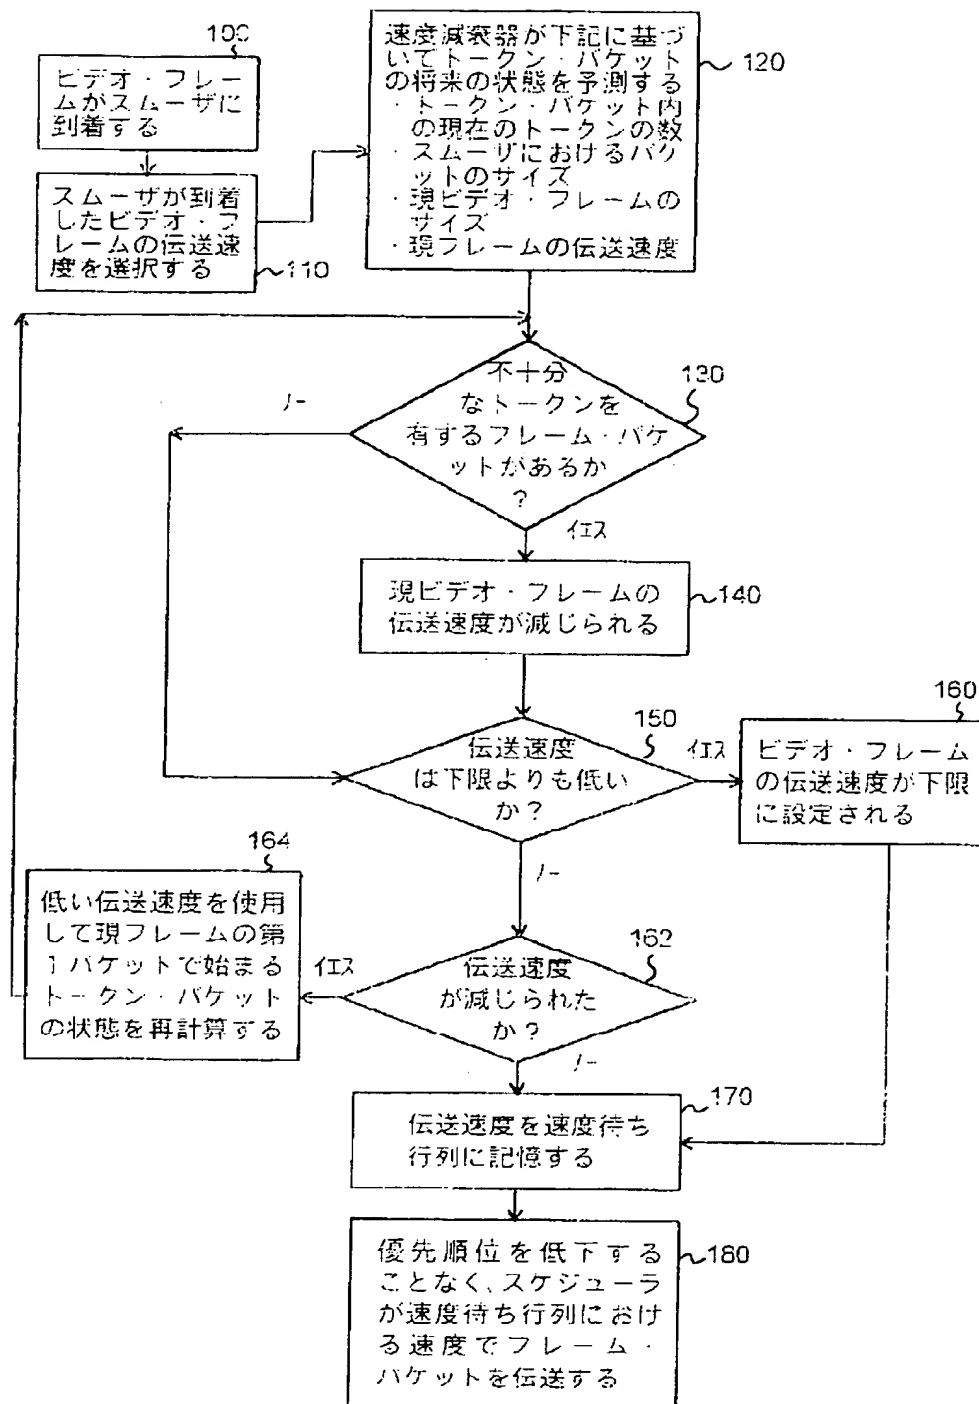 100
ビデオ・フレー
ムがスムーザに
到着する
スムーザが到着
したビデオ・フ
レームの伝送速
度を選択する
110
速度減衰器が下記に基づ
いてトークン・バケット
の将来の状態を予測する
・トークン・バケット内
の現在のトークンの数
・スムーザにおけるパケ
ットのサイズ
・現ビデオ・フレームの
サイズ
・現フレームの伝送速度
120
不十分
なトークンを
有するフレーム・パケ
ットがあるか
?
130
ノー
イエス
現ビデオ・フレームの
伝送速度が減じられる
140
伝送速度
は下限よりも低い
か?
150
イエス
ノー
160
ビデオ・フレーム
の伝送速度が下限
に設定される
164
低い伝送速度を使用
して現フレームの第
1パケットで始まる
トークン・バケット
の状態を再計算する
イエス
伝送速度
が減じられた
か?
162
ノー
伝送速度を速度待ち
行列に記憶する
170
優先順位を低下する
ことなく、スケジューラ
が速度待ち行列におけ
る速度でフレーム・
パケットを伝送する
180